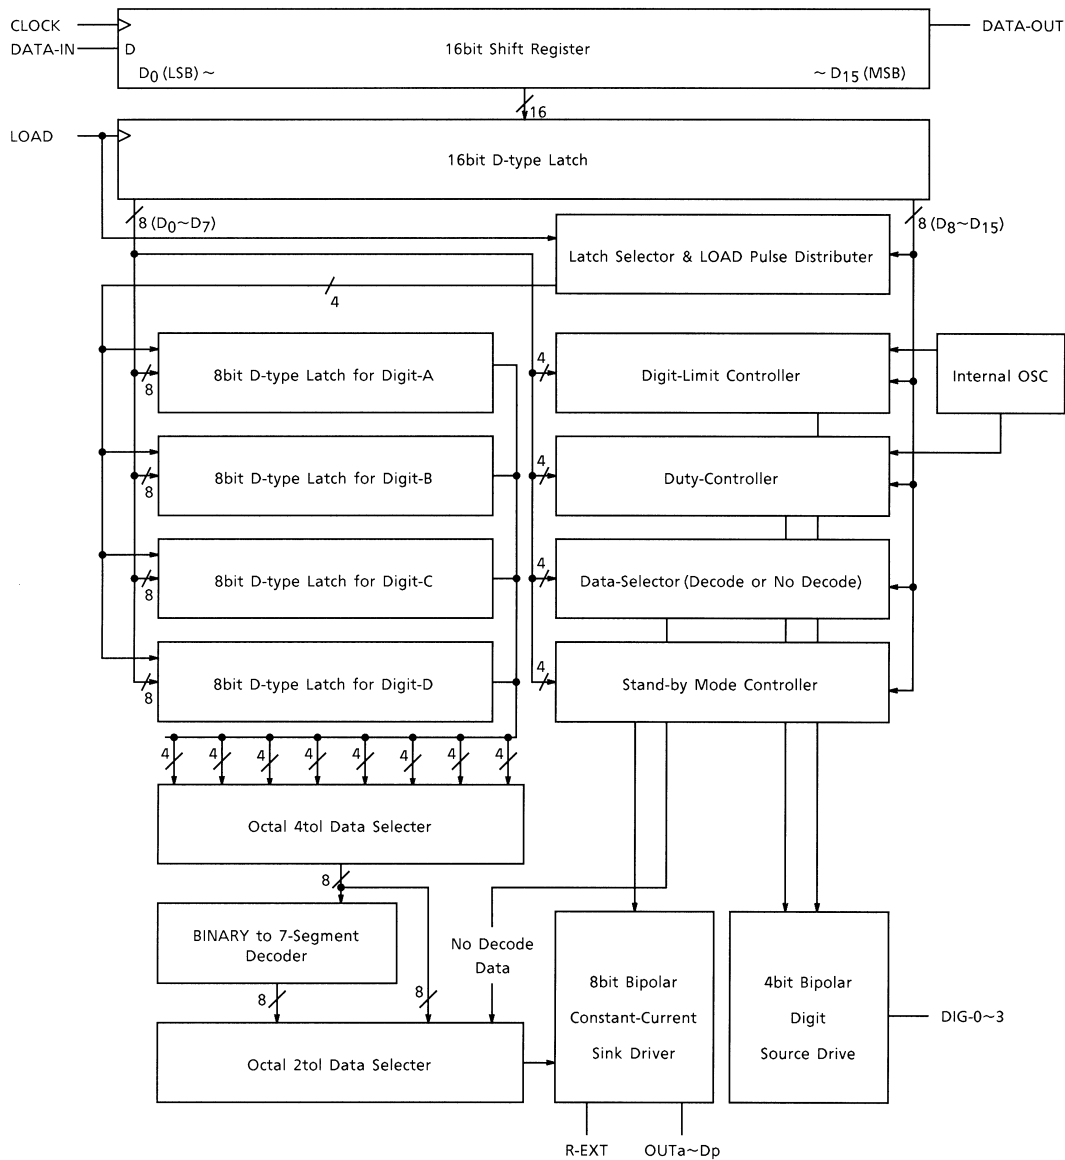 CLOCK
DATA-IN
D
16bit Shift Register
DATA-OUT
D0 (LSB) ~
~ D15 (MSB)
16
LOAD
16bit D-type Latch
8 (D0~D7)
8 (D8~D15)
Latch Selector & LOAD Pulse Distributer
4
8bit D-type Latch for Digit-A
8
4
Digit-Limit Controller
Internal OSC
8bit D-type Latch for Digit-B
8
4
Duty-Controller
8bit D-type Latch for Digit-C
8
4
Data-Selector (Decode or No Decode)
8bit D-type Latch for Digit-D
8
4
Stand-by Mode Controller
4 4 4 4 4 4 4 4
Octal 4tol Data Selecter
8
BINARY to 7-Segment
Decoder
No Decode
Data
8
8
Octal 2tol Data Selecter
8bit Bipolar
Constant-Current
Sink Driver
4bit Bipolar
Digit
Source Drive
DIG-0~3
R-EXT
OUTa~Dp